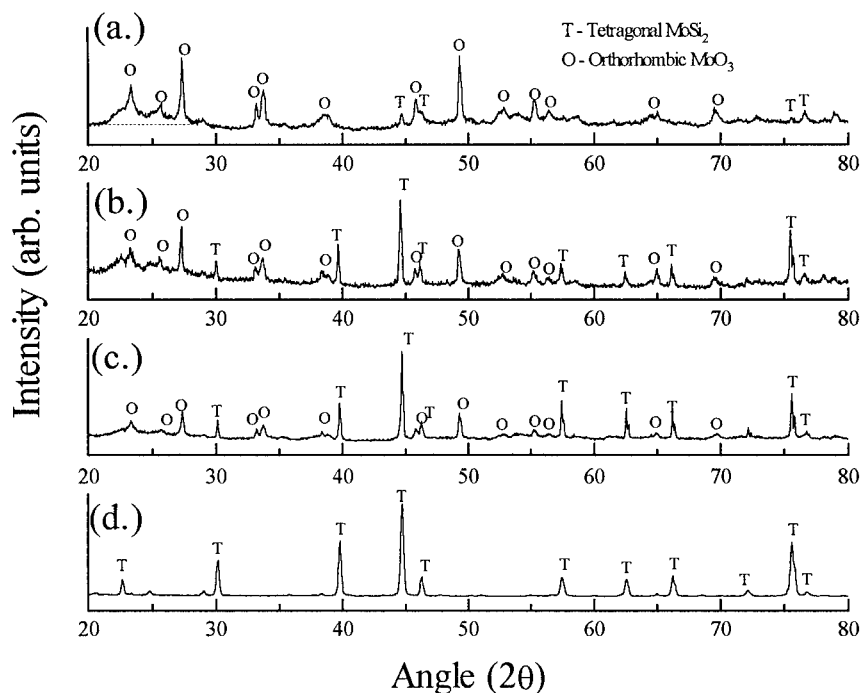 (a.)
T - Tetragonal MoSi₂
O - Orthorhombic MoO₃
O O O O O O O T O T O O O O O O T T
20 30 40 50 60 70 80
(b.)
O O O T O O O T T O T O O O O T T O T O T T
20 30 40 50 60 70 80
(c.)
O O O T O O O T T O T O O O O T T O T O T T
20 30 40 50 60 70 80
(d.)
T T T T T T T T T T T
20 30 40 50 60 70 80
Intensity (arb. units)
Angle (2θ)